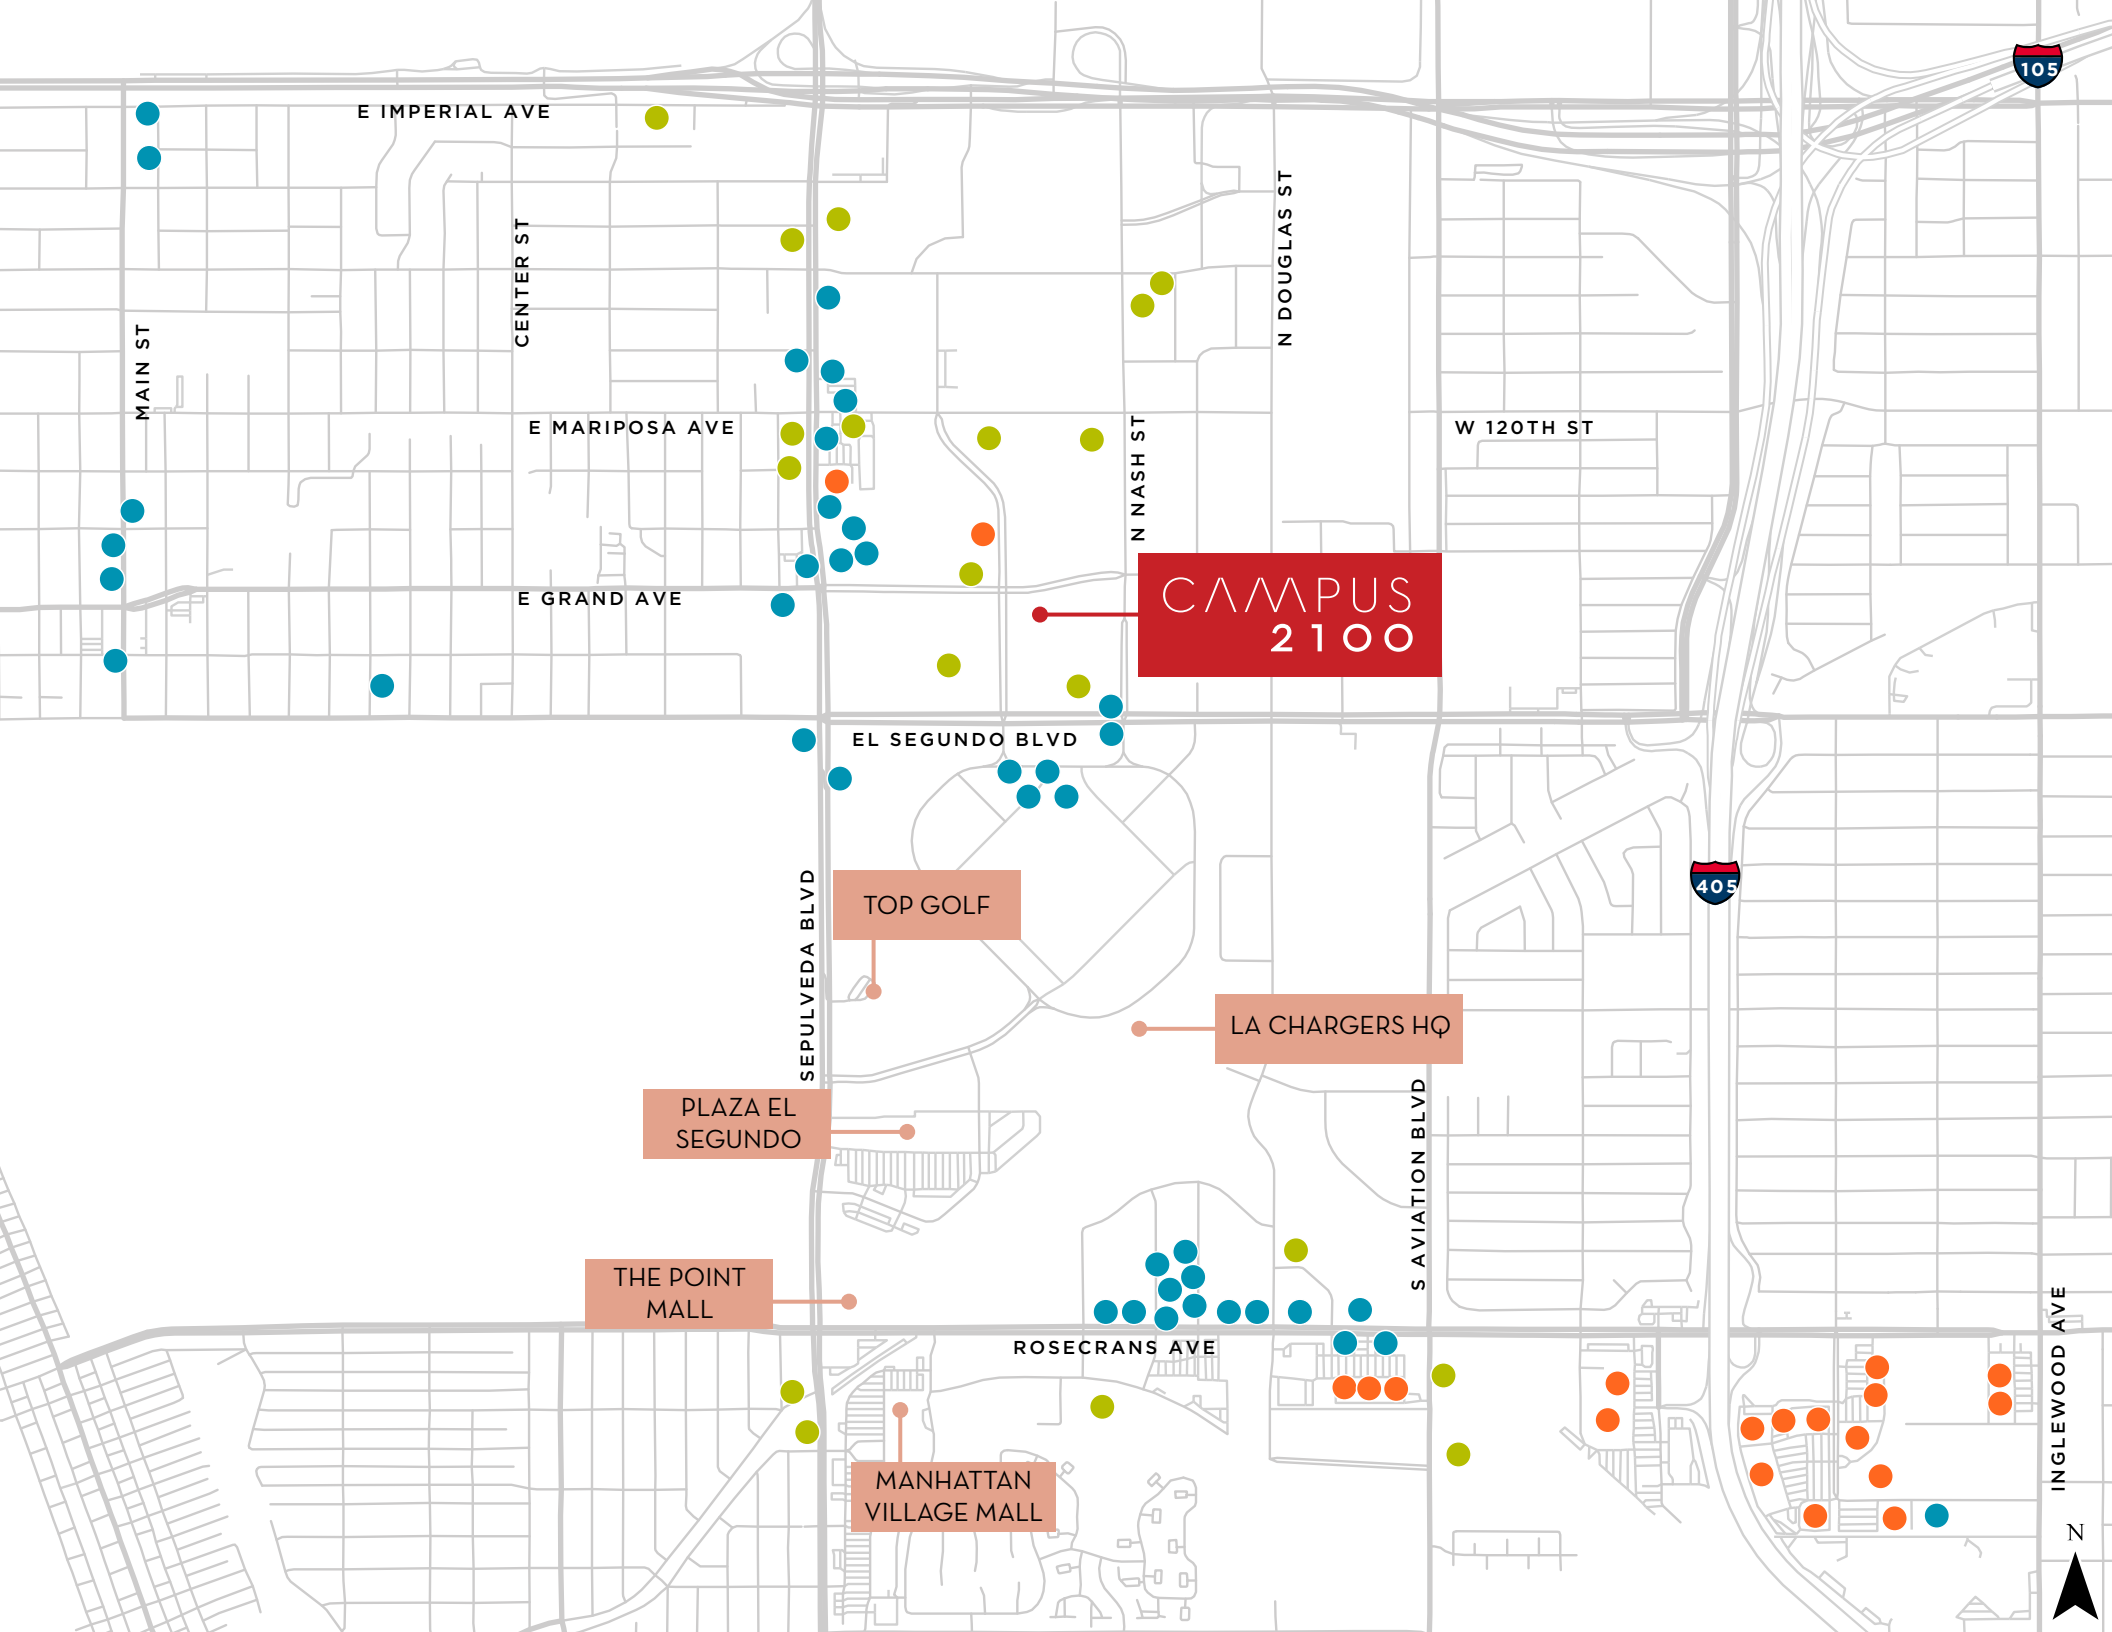 105
E IMPERIAL AVE
N DOUGLAS ST
CENTER ST
MAIN ST
E MARIPOSA AVE
N NASH ST
W 120TH ST
CAMPUS
2100
E GRAND AVE
EL SEGUNDO BLVD
405
SEPULVEDA BLVD
TOP GOLF
LA CHARGERS HQ
PLAZA EL
SEGUNDO
S AVIATION BLVD
THE POINT
MALL
ROSECRANS AVE
INGLEWOOD AVE
MANHATTAN
VILLAGE MALL
N